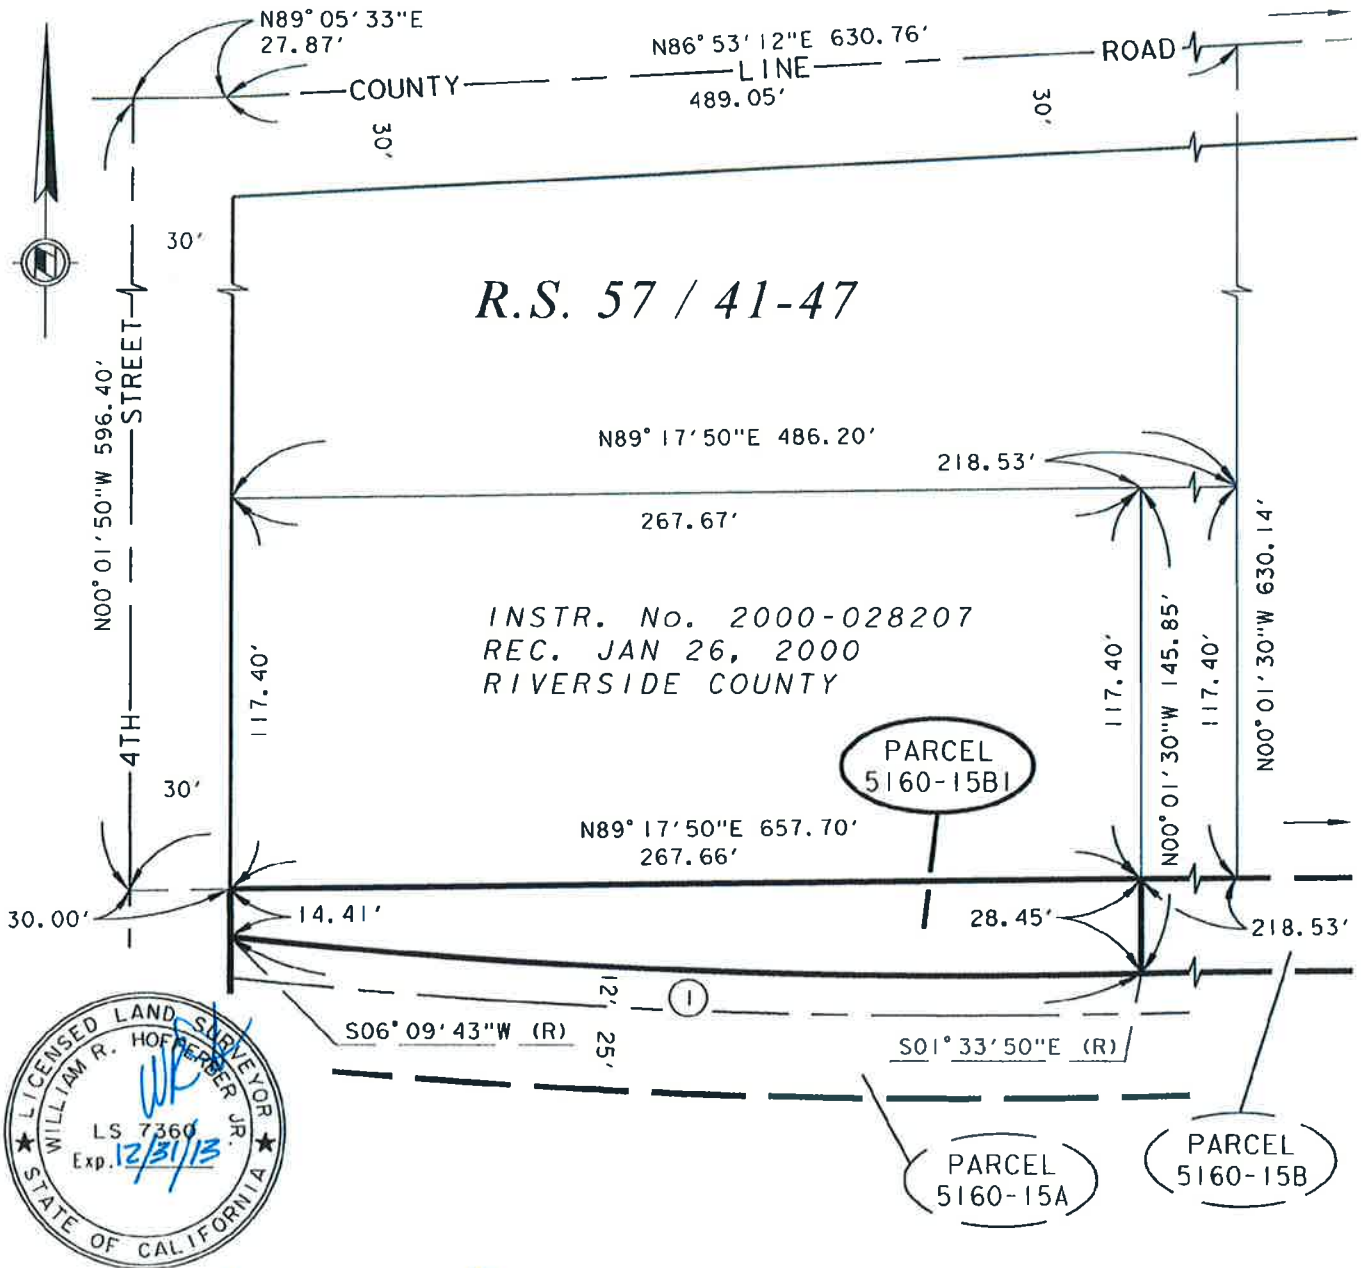 N89°05'33"E
27.87'
N86°53'12"E 630.76'
COUNTY LINE ROAD
489.05'
30'
30'
30'
R.S. 57 / 41-47
N00°01'50"W 596.40'
4TH STREET
N89°17'50"E 486.20'
218.53'
267.67'
INSTR. No. 2000-028207
REC. JAN 26, 2000
RIVERSIDE COUNTY
117.40'
117.40'
N00°01'30"W 145.85'
117.40'
N00°01'30"W 630.14'
PARCEL
5160-15B1
30'
N89°17'50"E 657.70'
267.66'
30.00'
14.41'
28.45'
218.53'
12'
1
25'
S06°09'43"W (R)
S01°33'50"E (R)
PARCEL
5160-15A
PARCEL
5160-15B
LICENSED LAND SURVEYOR
WILLIAM R. HOFFERBER JR.
LS 7360
Exp. 12/31/13
STATE OF CALIFORNIA